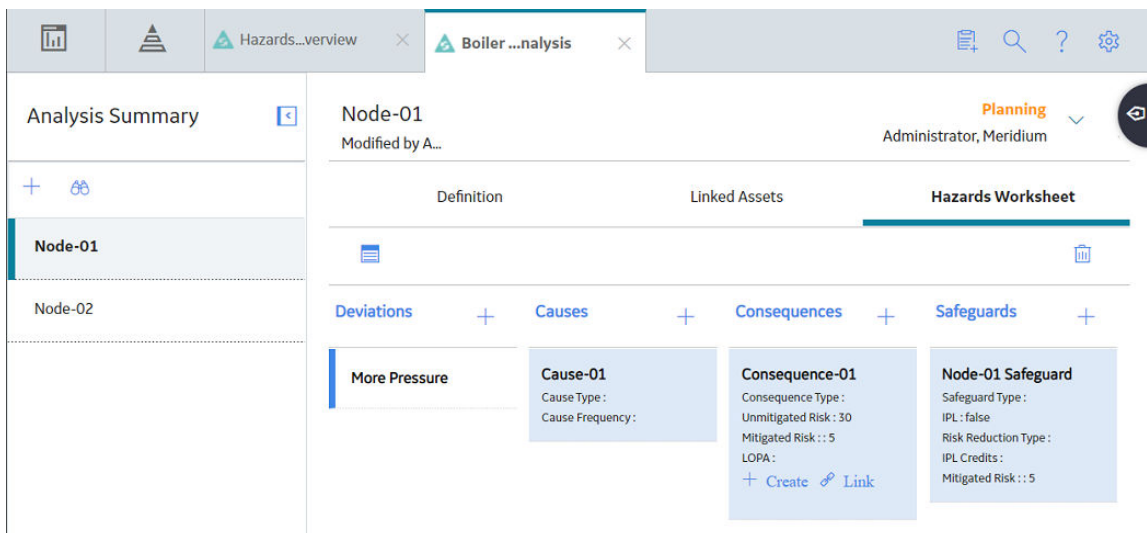 Hazards...verview
Boiler ...nalysis
Analysis Summary
Node-01
Modified by A...
Planning
Administrator, Meridium
Definition
Linked Assets
Hazards Worksheet
Node-01
Node-02
Deviations
Causes
Consequences
Safeguards
More Pressure
Cause-01
Cause Type :
Cause Frequency :
Consequence-01
Consequence Type :
Unmitigated Risk : 30
Mitigated Risk : : 5
LOPA :
+ Create Link
Node-01 Safeguard
Safeguard Type :
IPL : false
Risk Reduction Type :
IPL Credits :
Mitigated Risk : : 5